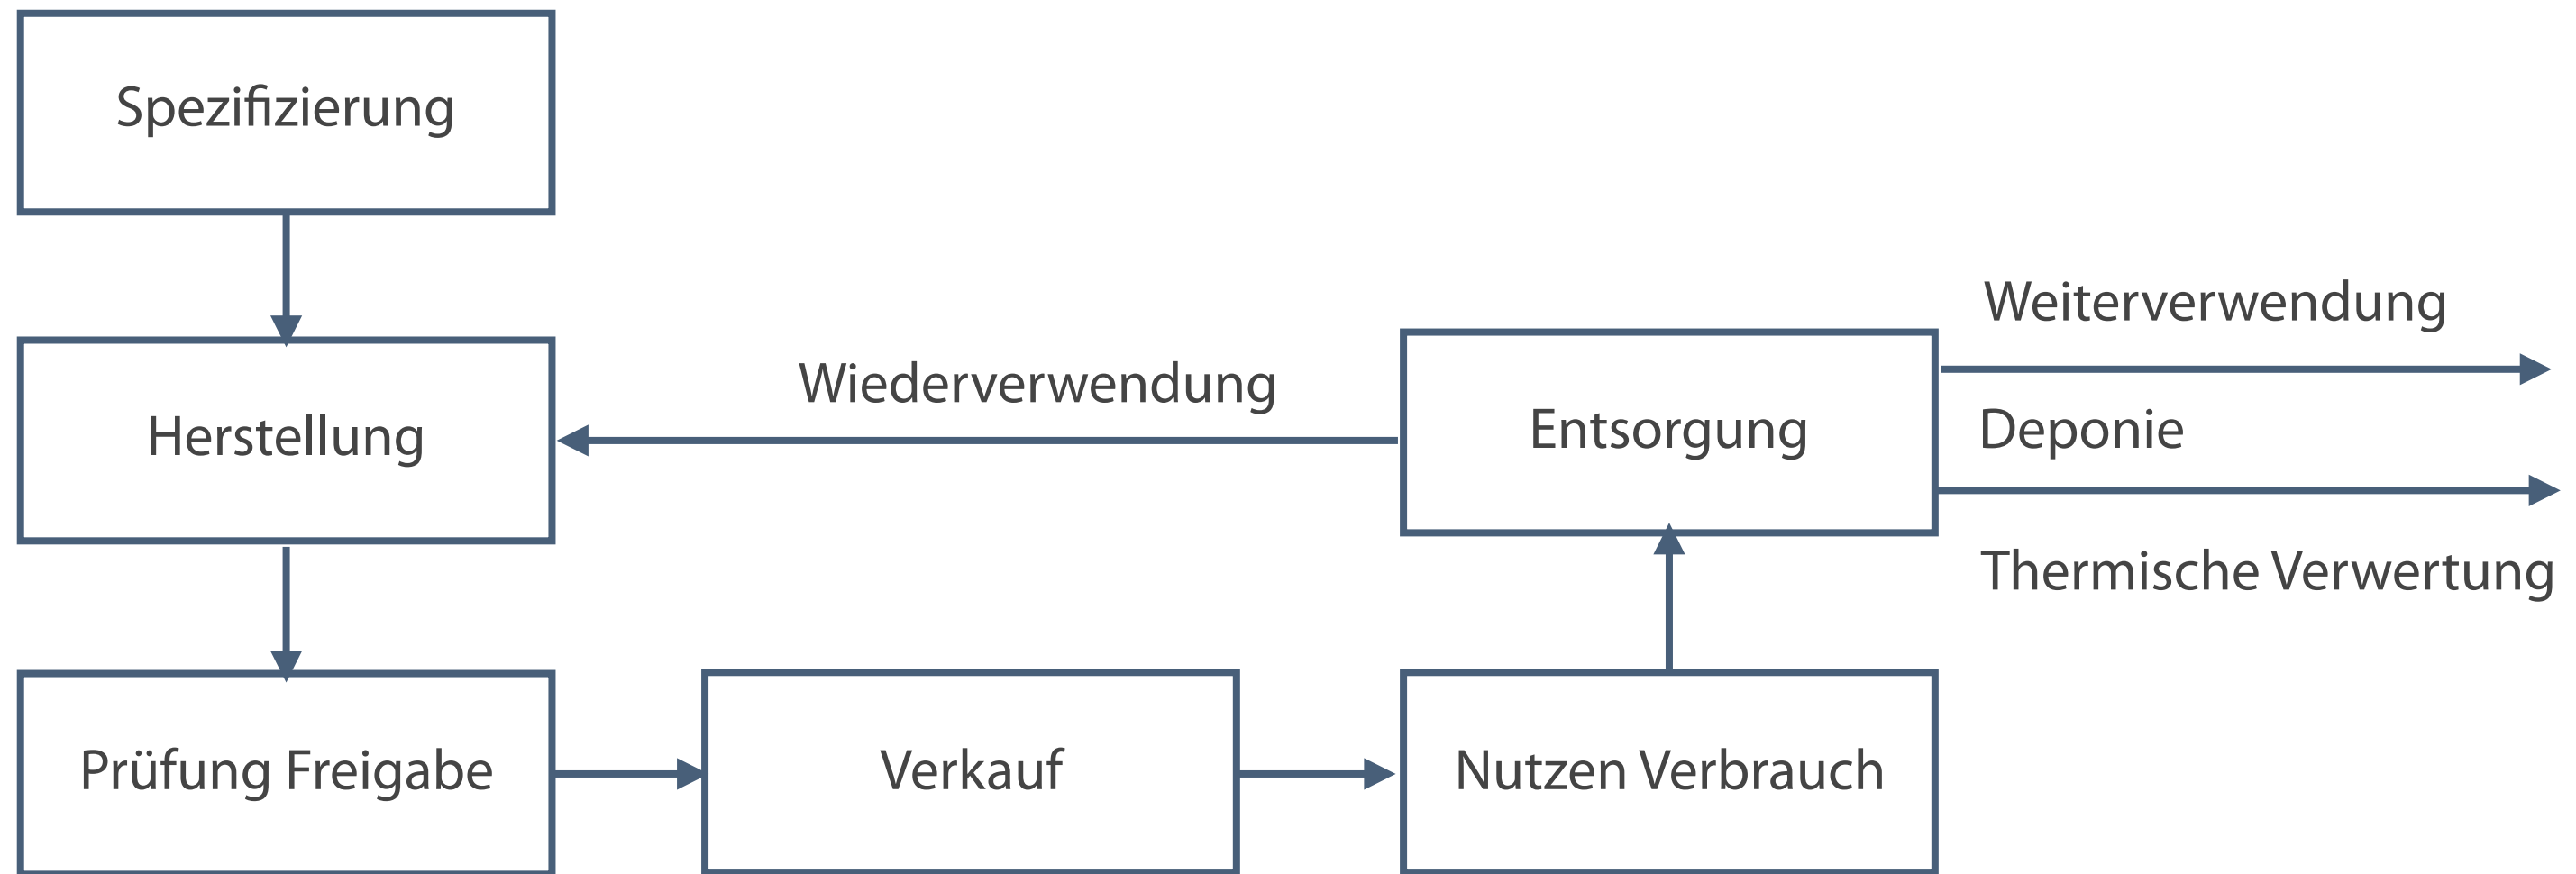 Spezifizierung
Herstellung
Wiederverwendung
Entsorgung
Weiterverwendung
Deponie
Thermische Verwertung
Prüfung Freigabe
Verkauf
Nutzen Verbrauch